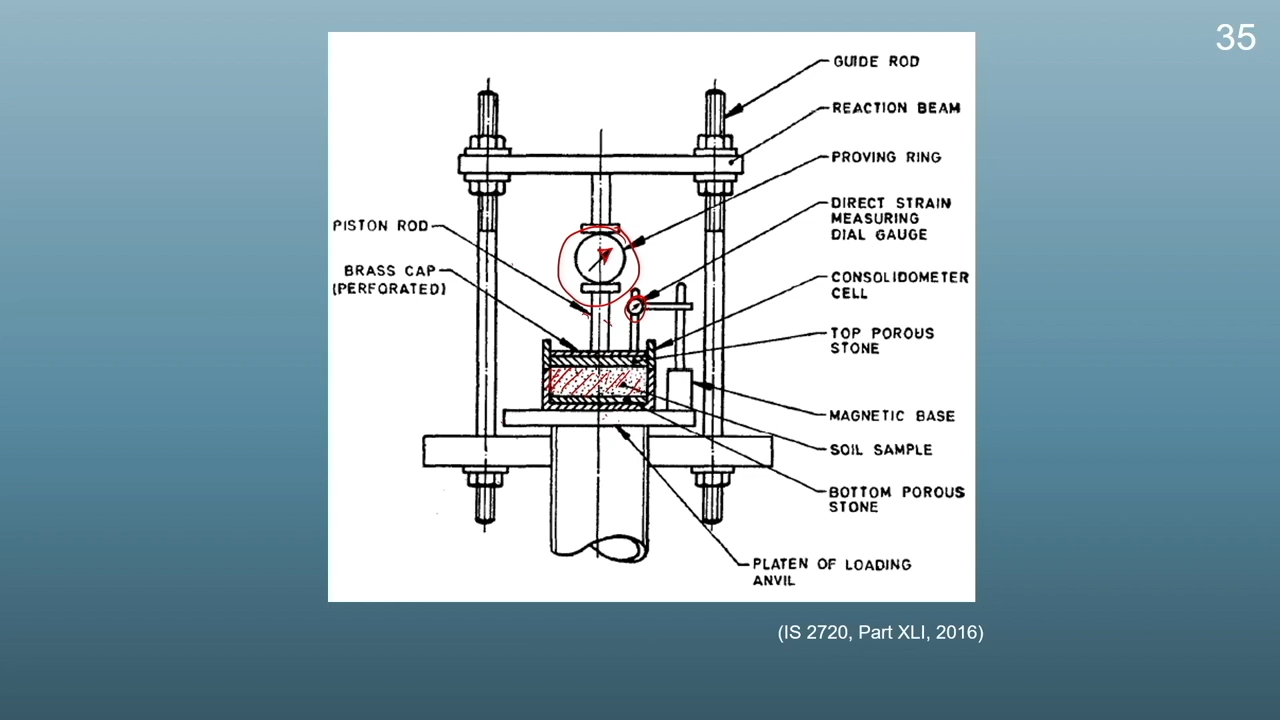 35
GUIDE ROD
REACTION BEAM
PROVING RING
DIRECT STRAIN
MEASURING
DIAL GAUGE
PISTON ROD
BRASS CAP
(PERFORATED)
CONSOLIDOMETER
CELL
TOP POROUS
STONE
MAGNETIC BASE
SOIL SAMPLE
BOTTOM POROUS
STONE
PLATEN OF LOADING
ANVIL
(IS 2720, Part XLI, 2016)